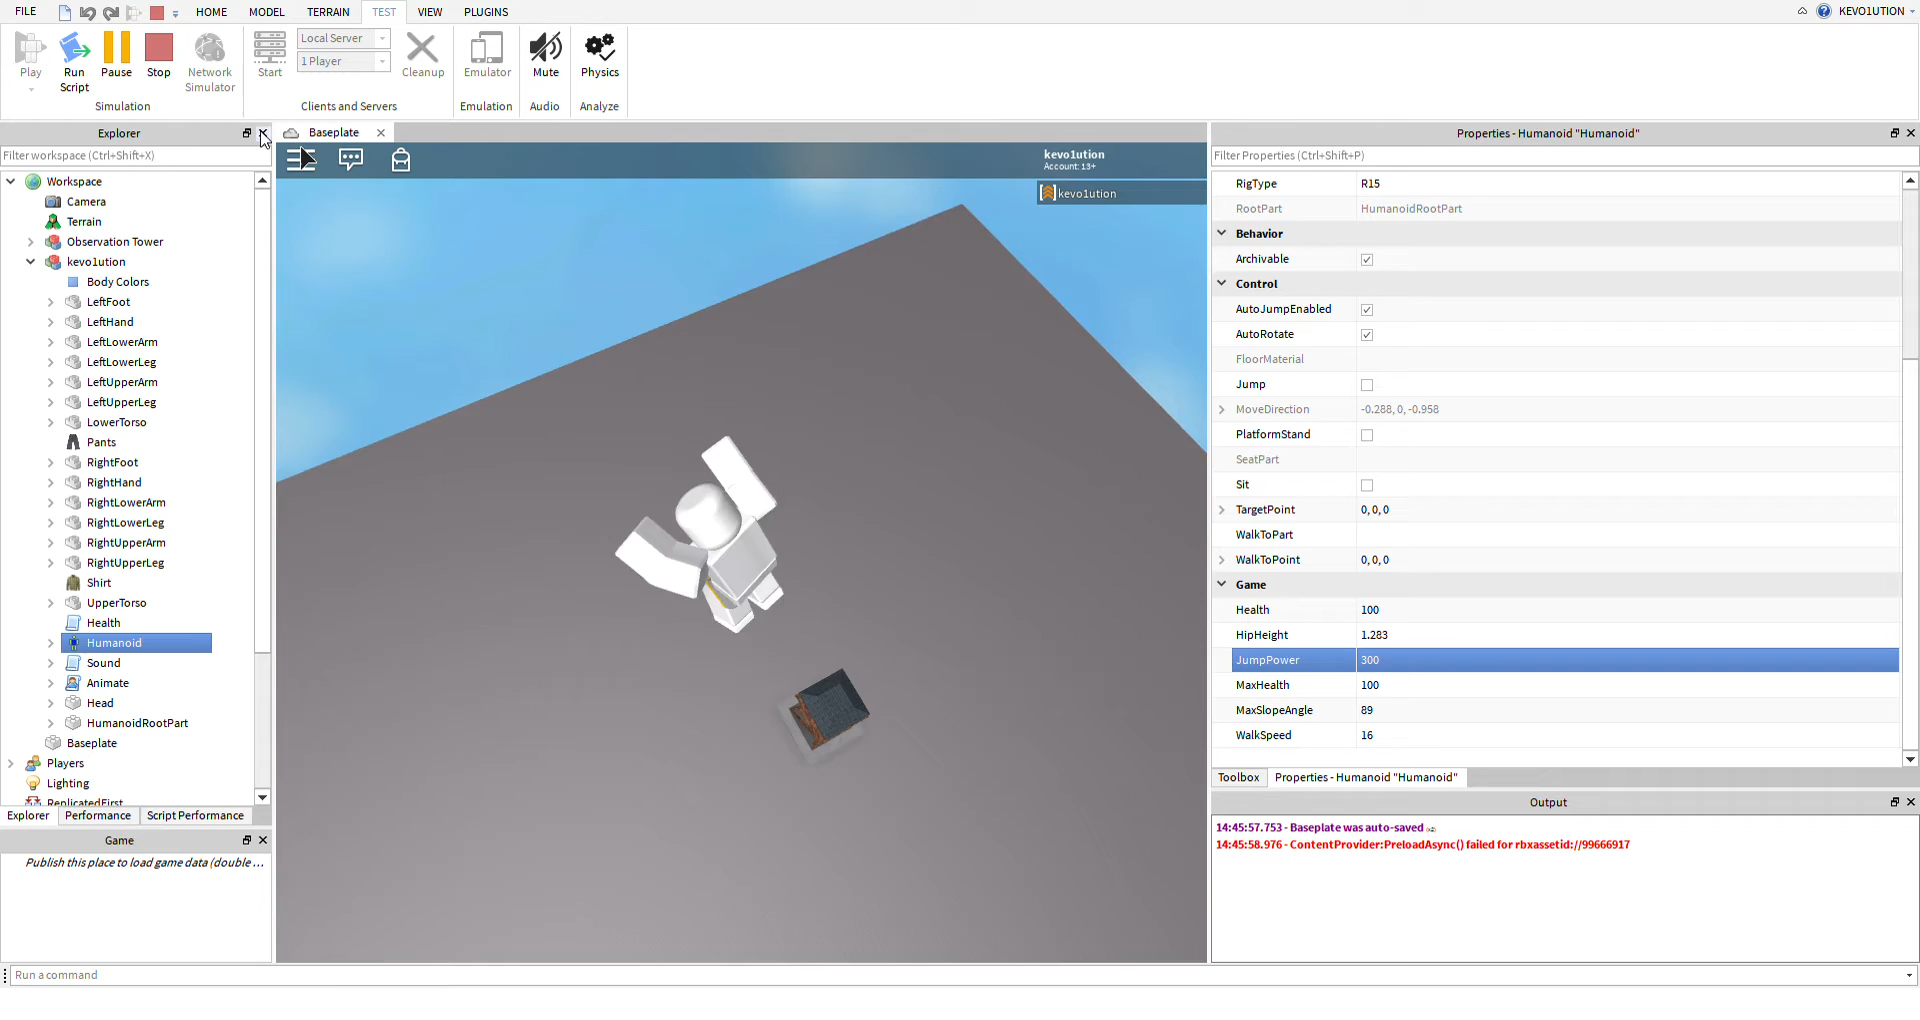 FILE
HOME
MODEL
TERRAIN
TEST
VIEW
PLUGINS
KEVO1UTION
Play
Run
Script
Pause
Stop
Network
Simulator
Simulation
Start
Local Server
1 Player
Cleanup
Clients and Servers
Emulator
Emulation
Mute
Audio
Physics
Analyze
Explorer
Filter workspace (Ctrl+Shift+X)
Workspace
Camera
Terrain
Observation Tower
kevo1ution
Body Colors
LeftFoot
LeftHand
LeftLowerArm
LeftLowerLeg
LeftUpperArm
LeftUpperLeg
LowerTorso
Pants
RightFoot
RightHand
RightLowerArm
RightLowerLeg
RightUpperArm
RightUpperLeg
Shirt
UpperTorso
Health
Humanoid
Sound
Animate
Head
HumanoidRootPart
Baseplate
Players
Lighting
ReplicatedFirst
Explorer
Performance
Script Performance
Game
Publish this place to load game data (double ...
Baseplate
kevo1ution
Account: 13+
kevo1ution
Properties - Humanoid "Humanoid"
Filter Properties (Ctrl+Shift+P)
RigType R15
RootPart HumanoidRootPart
Behavior
Archivable
Control
AutoJumpEnabled
AutoRotate
FloorMaterial
Jump
MoveDirection -0.288, 0, -0.958
PlatformStand
SeatPart
Sit
TargetPoint 0, 0, 0
WalkToPart
WalkToPoint 0, 0, 0
Game
Health 100
HipHeight 1.283
JumpPower 300
MaxHealth 100
MaxSlopeAngle 89
WalkSpeed 16
Toolbox
Properties - Humanoid "Humanoid"
Output
14:45:57.753 - Baseplate was auto-saved
14:45:58.976 - ContentProvider:PreloadAsync() failed for rbxassetid://99666917
Run a command